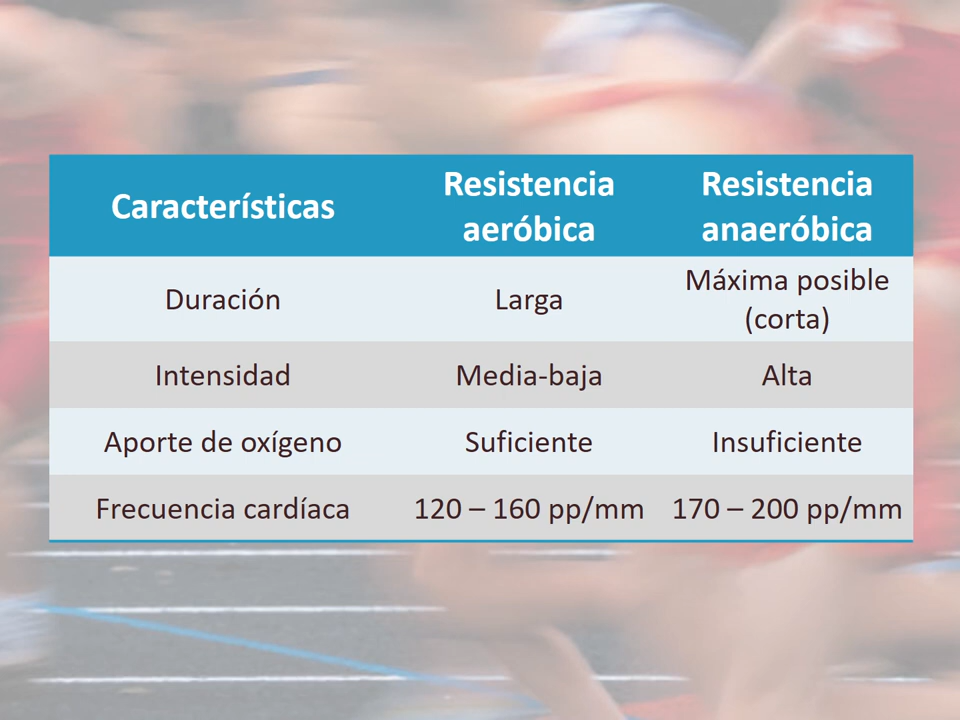 Características
Resistencia
aeróbica
Resistencia
anaeróbica
Duración
Larga
Máxima posible
(corta)
Intensidad
Media-baja
Alta
Aporte de oxígeno
Suficiente
Insuficiente
Frecuencia cardíaca
120 – 160 pp/mm
170 – 200 pp/mm